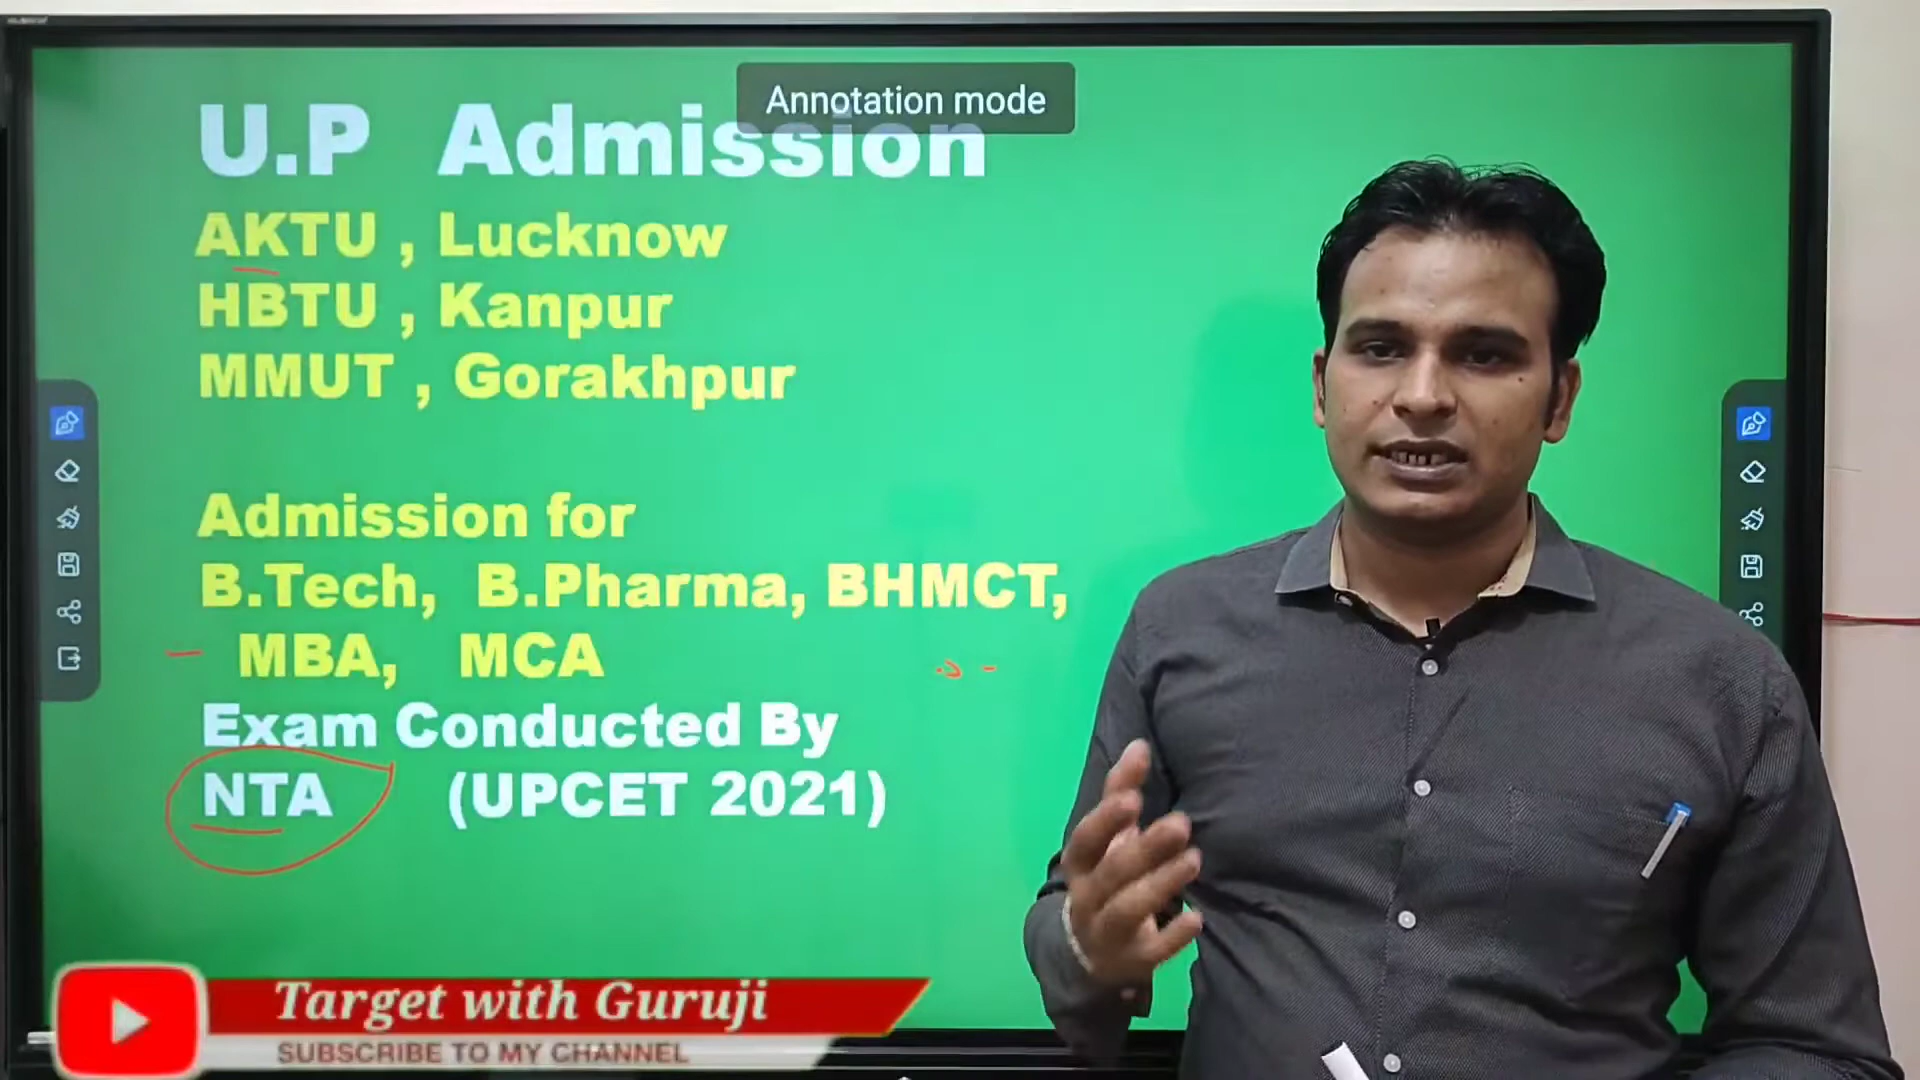 Annotation mode
U.P Admission
AKTU , Lucknow
HBTU , Kanpur
MMUT , Gorakhpur
Admission for
B.Tech, B.Pharma, BHMCT,
MBA, MCA
Exam Conducted By
NTA (UPCET 2021)
Target with Guruji
SUBSCRIBE TO MY CHANNEL